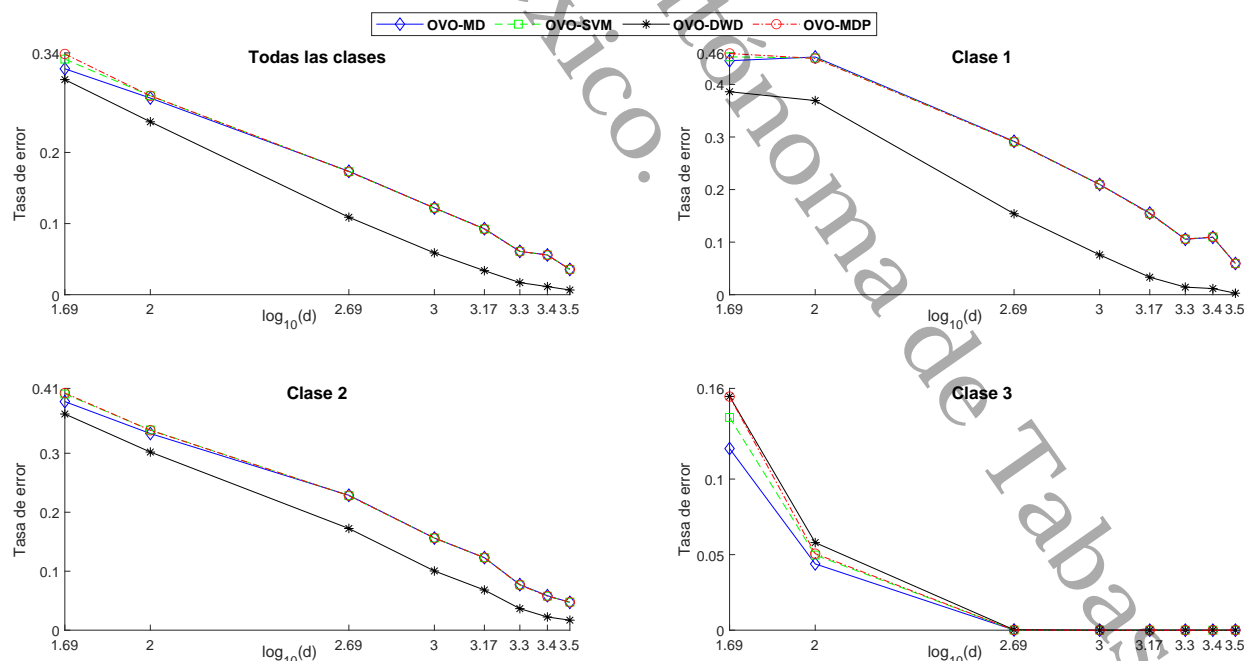 OVO-MD OVO-SVM OVO-DWD OVO-MDP
Todas las clases
0.34
0.2
0.1
0
Tasa de error
1.69 2 2.69 3 3.17 3.3 3.4 3.5
log10(d)
Clase 1
0.46
0.4
0.3
0.2
0.1
0
Tasa de error
1.69 2 2.69 3 3.17 3.3 3.43.5
log10(d)
Clase 2
0.41
0.3
0.2
0.1
0
Tasa de error
1.69 2 2.69 3 3.17 3.3 3.4 3.5
log10(d)
Clase 3
0.16
0.1
0.05
0
Tasa de error
1.69 2 2.69 3 3.17 3.3 3.43.5
log10(d)
xico.
tónoma de Tabas